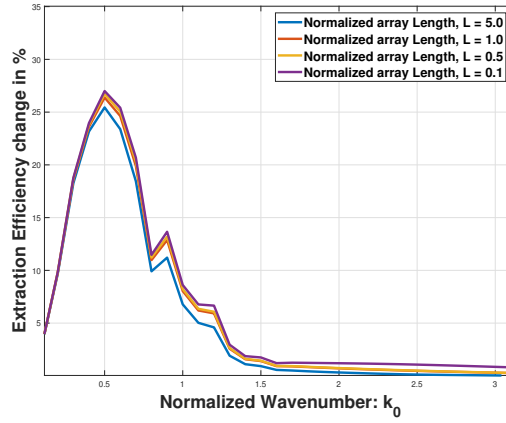 35
30
25
20
15
10
5
0.5
1
1.5
2
2.5
3
Extraction Efficiency change in %
Normalized Wavenumber: k₀
Normalized array Length, L = 5.0
Normalized array Length, L = 1.0
Normalized array Length, L = 0.5
Normalized array Length, L = 0.1